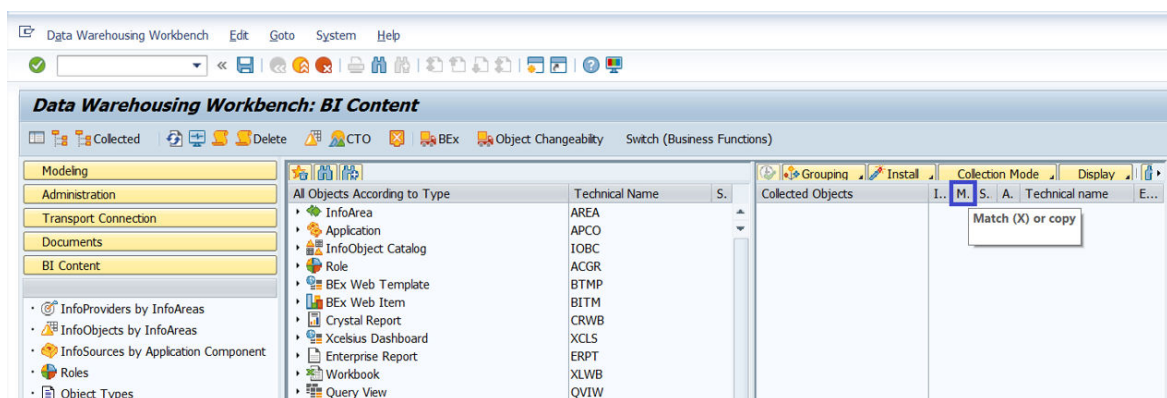 Data Warehousing Workbench Edit Goto System Help
Data Warehousing Workbench: BI Content
Collected Delete CTO BEx Object Changeability Switch (Business Functions)
Modeling
Administration
Transport Connection
Documents
BI Content
InfoProviders by InfoAreas
InfoObjects by InfoAreas
InfoSources by Application Component
Roles
Object Types
All Objects According to Type Technical Name S.
InfoArea AREA
Application APCO
InfoObject Catalog IOBC
Role ACGR
BEx Web Template BTMP
BEx Web Item BITM
Crystal Report CRWB
Xcelsius Dashboard XCLS
Enterprise Report ERPT
Workbook XLWB
Query View QVIW
Grouping Install Collection Mode Display
Collected Objects I.. M. S. A. Technical name E...
Match (X) or copy